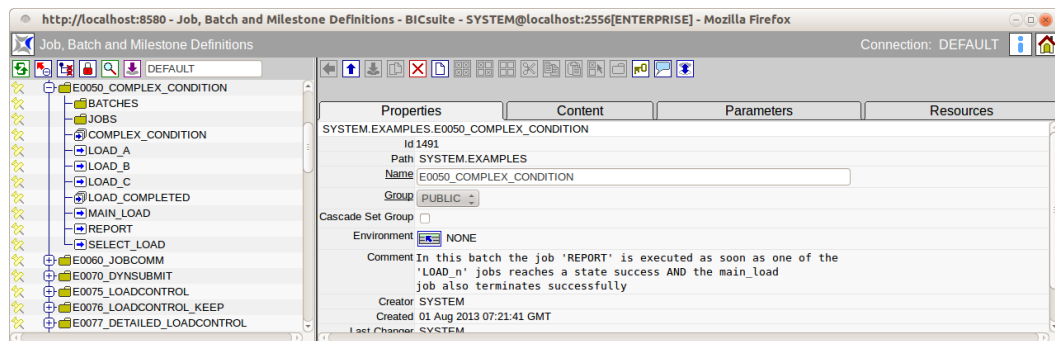 http://localhost:8580 - Job, Batch and Milestone Definitions - BICsuite - SYSTEM@localhost:2556[ENTERPRISE] - Mozilla Firefox
Job, Batch and Milestone Definitions
Connection: DEFAULT
DEFAULT
E0050_COMPLEX_CONDITION
BATCHES
JOBS
COMPLEX_CONDITION
LOAD_A
LOAD_B
LOAD_C
LOAD_COMPLETED
MAIN_LOAD
REPORT
SELECT_LOAD
E0060_JOBCOMM
E0070_DYNSUBMIT
E0075_LOADCONTROL
E0076_LOADCONTROL_KEEP
E0077_DETAILED_LOADCONTROL
Properties Content Parameters Resources
SYSTEM.EXAMPLES.E0050_COMPLEX_CONDITION
Id 1491
Path SYSTEM.EXAMPLES
Name E0050_COMPLEX_CONDITION
Group PUBLIC
Cascade Set Group
Environment NONE
Comment In this batch the job 'REPORT' is executed as soon as one of the
'LOAD_n' jobs reaches a state success AND the main_load
job also terminates successfully
Creator SYSTEM
Created 01 Aug 2013 07:21:41 GMT
Last Changer SYSTEM